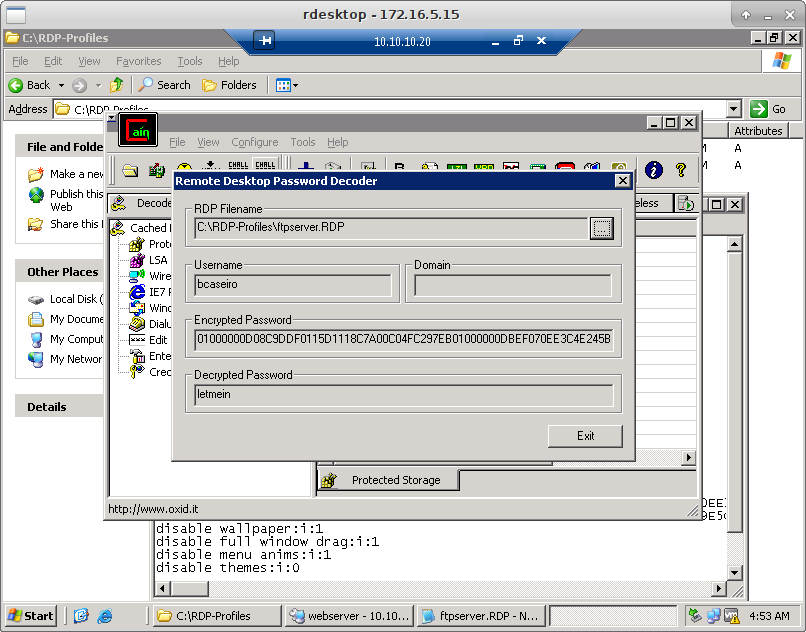 rdesktop - 172.16.5.15
C:\RDP-Profiles
10.10.10.20
File Edit View Favorites Tools Help
Back Search Folders
Address C:\RDP-Profiles Go
Attributes
A
A
File and Folde
Make a new
Publish this
Web
Share this
Other Places
Local Disk (
My Docume
My Comput
My Networ
Details
Cain
File View Configure Tools Help
CHALL CHALL
Decode
eless
Cached
Prote
LSA
Wire
IE7 P
Wind
Dialu
Edit
Ente
Cred
Remote Desktop Password Decoder
RDP Filename
C:\RDP-Profiles\ftpserver.RDP
...
Username Domain
bcaseiro
Encrypted Password
01000000D08C9DDF0115D1118C7A00C04FC297EB01000000DBEF070EE3C4E245B
Decrypted Password
letmein
Exit
Protected Storage
http://www.oxid.it
disable wallpaper:i:1
disable full window drag:i:1
disable menu anims:i:1
disable themes:i:0
Start C:\RDP-Profiles webserver - 10.10... ftpserver.RDP - N... 4:53 AM